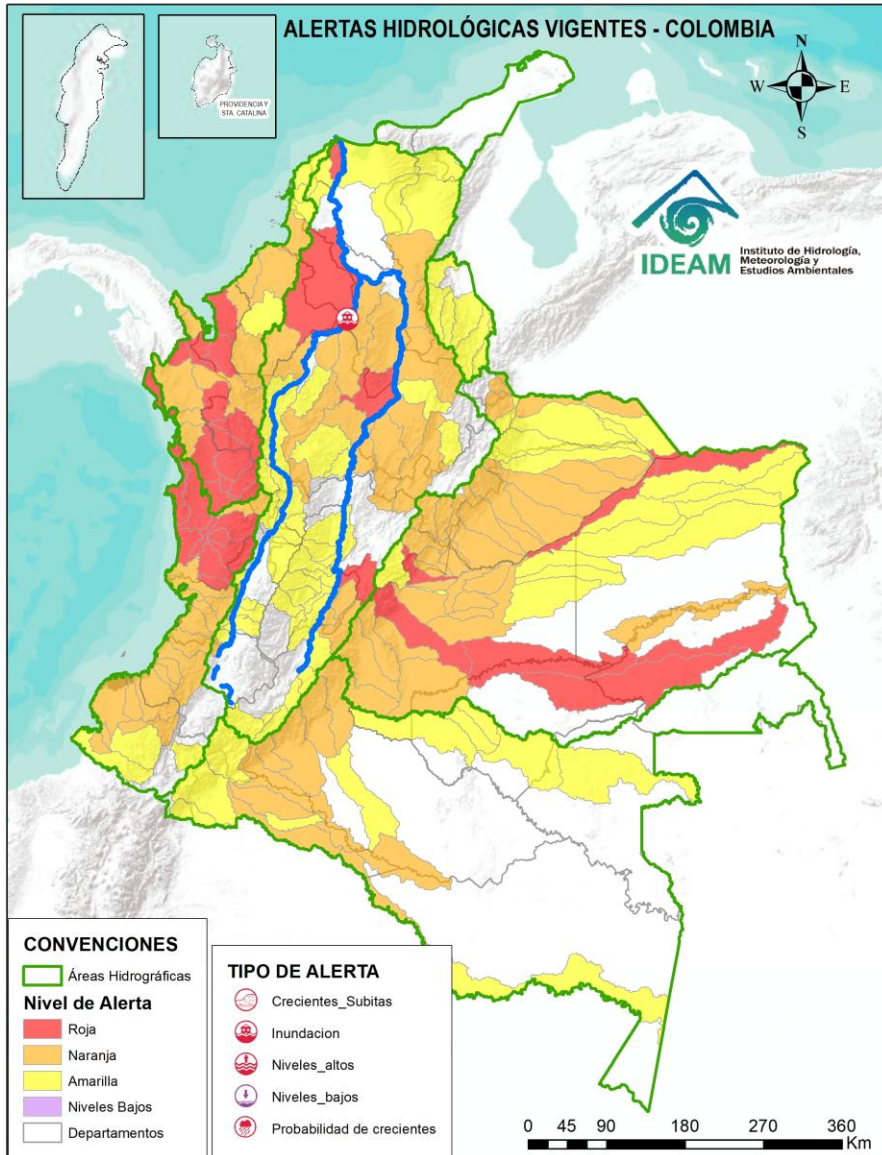 ALERTAS HIDROLÓGICAS VIGENTES - COLOMBIA
PROVIDENCIA Y
STA. CATALINA
N
W
E
S
IDEAM
Instituto de Hidrología,
Meteorología y
Estudios Ambientales
CONVENCIONES
Áreas Hidrográficas
Nivel de Alerta
Roja
Naranja
Amarilla
Niveles Bajos
Departamentos
TIPO DE ALERTA
Crecientes_Subitas
Inundacion
Niveles_altos
Niveles_bajos
Probabilidad de crecientes
0 45 90 180 270 360
Km